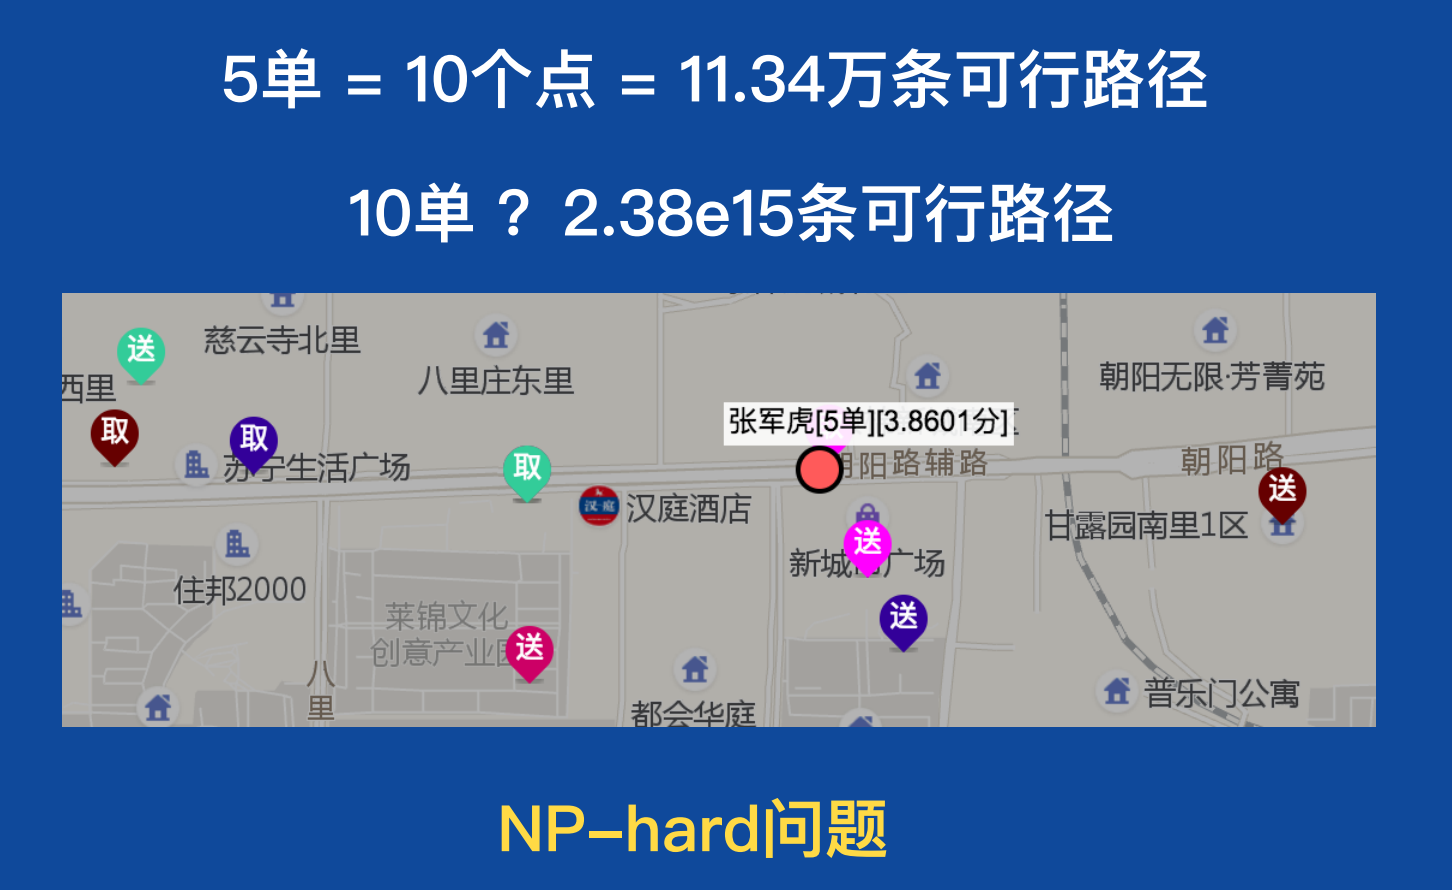 5单 = 10个点 = 11.34万条可行路径
10单 ? 2.38e15条可行路径
慈云寺北里
送
八里庄东里
朝阳无限·芳菁苑
西里
取
取
张军虎[5单][3.8601分]
区
苏宁生活广场
取
朝阳路辅路
朝阳路
送
汉庭
汉庭酒店
甘露园南里1区
送
新城 广场
住邦2000
莱锦文化
创意产业园
送
送
八里
都会华庭
普乐门公寓
NP-hard问题